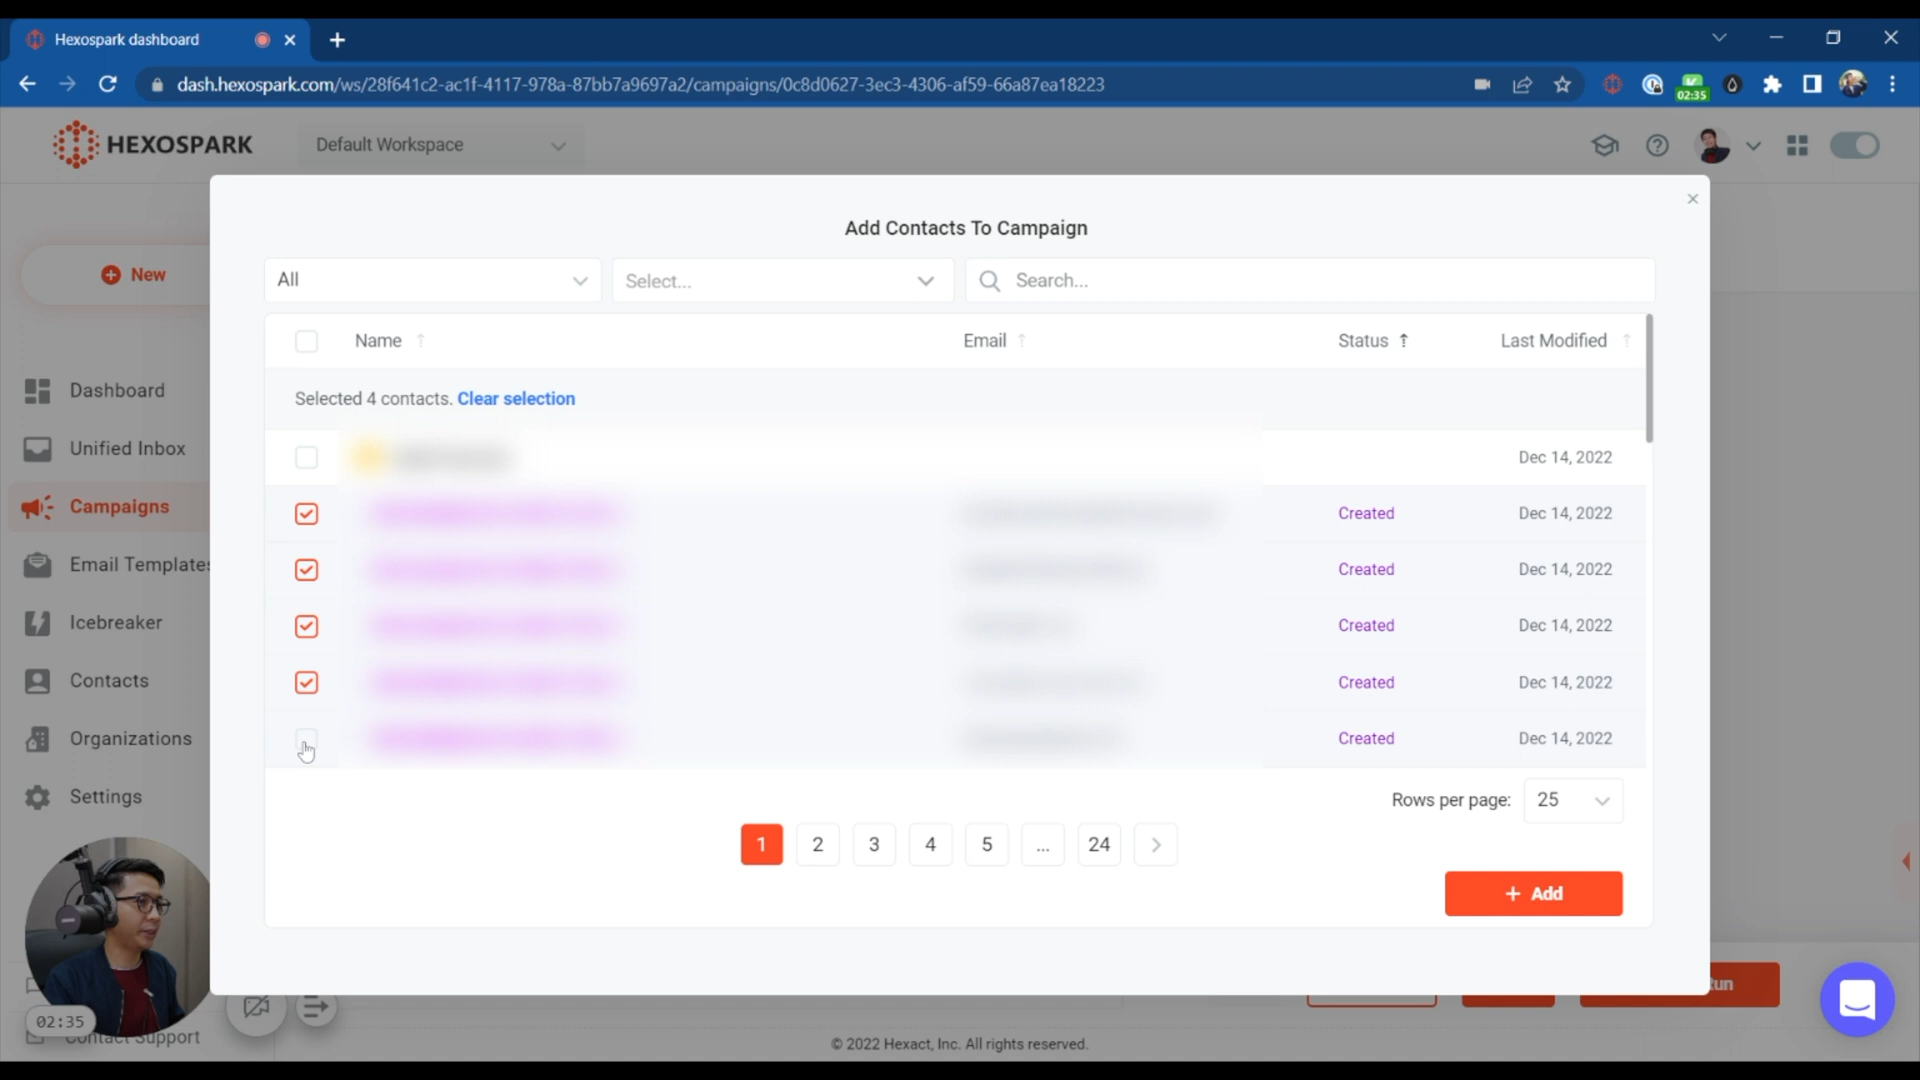 Hexospark dashboard
dash.hexospark.com/ws/28f641c2-ac1f-4117-978a-87bb7a9697a2/campaigns/0c8d0627-3ec3-4306-af59-66a87ea18223
02:35
HEXOSPARK
Default Workspace
New
Dashboard
Unified Inbox
Campaigns
Email Templates
Icebreaker
Contacts
Organizations
Settings
Contact Support
02:35
Add Contacts To Campaign
All
Select...
Search...
Name Email Status Last Modified
Selected 4 contacts. Clear selection
Dec 14, 2022
Created Dec 14, 2022
Created Dec 14, 2022
Created Dec 14, 2022
Created Dec 14, 2022
Created Dec 14, 2022
Rows per page: 25
1 2 3 4 5 ... 24
+ Add
© 2022 Hexact, Inc. All rights reserved.